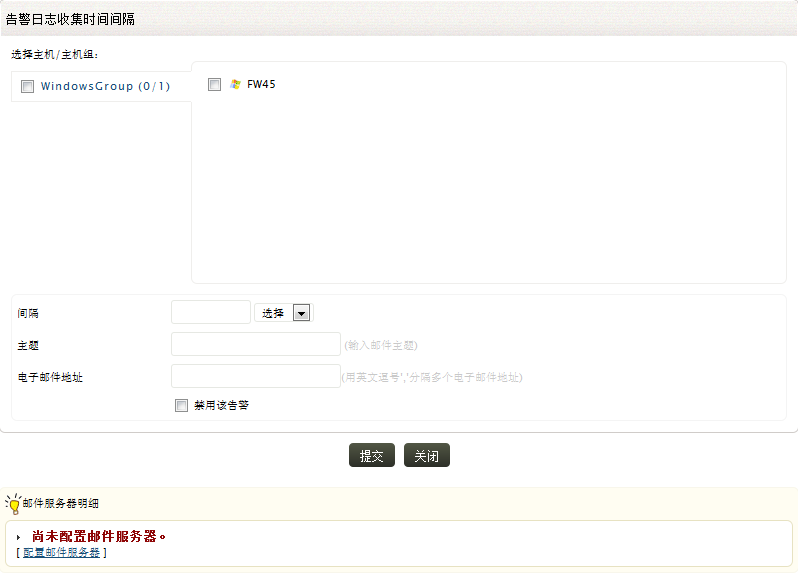 告警日志收集时间间隔
选择主机/主机组:
WindowsGroup (0/1)
FW45
间隔 选择
主题 (输入邮件主题)
电子邮件地址 (用英文逗号','分隔多个电子邮件地址)
禁用该告警
提交 关闭
邮件服务器明细
尚未配置邮件服务器。
[ 配置邮件服务器 ]